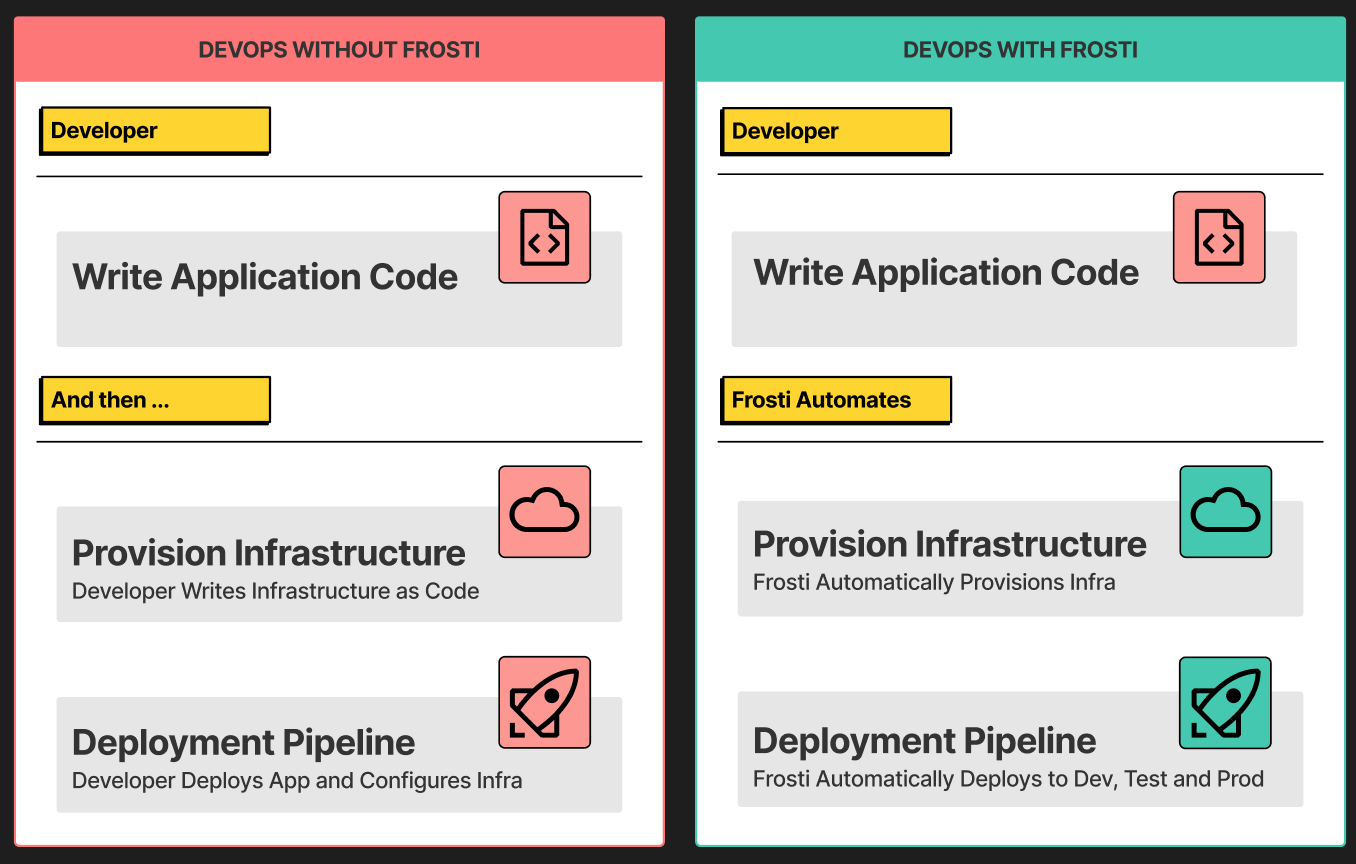 DEVOPS WITHOUT FROSTI
Developer
Write Application Code
And then ...
Provision Infrastructure
Developer Writes Infrastructure as Code
Deployment Pipeline
Developer Deploys App and Configures Infra
DEVOPS WITH FROSTI
Developer
Write Application Code
Frosti Automates
Provision Infrastructure
Frosti Automatically Provisions Infra
Deployment Pipeline
Frosti Automatically Deploys to Dev, Test and Prod